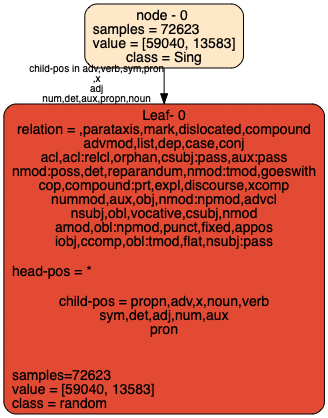 node - 0
samples = 72623
value = [59040, 13583]
class = Sing
child-pos in adv,verb,sym,pron
,x
adj
num,det,aux,propn,noun
Leaf- 0
relation = ,parataxis,mark,dislocated,compound
advmod,list,dep,case,conj
acl,acl:relcl,orphan,csubj:pass,aux:pass
nmod:poss,det,reparandum,nmod:tmod,goeswith
cop,compound:prt,expl,discourse,xcomp
nummod,aux,obj,nmod:npmod,advcl
nsubj,obl,vocative,csubj,nmod
amod,obl:npmod,punct,fixed,appos
iobj,ccomp,obl:tmod,flat,nsubj:pass
head-pos = *
child-pos = propn,adv,x,noun,verb
sym,det,adj,num,aux
pron
samples=72623
value = [59040, 13583]
class = random